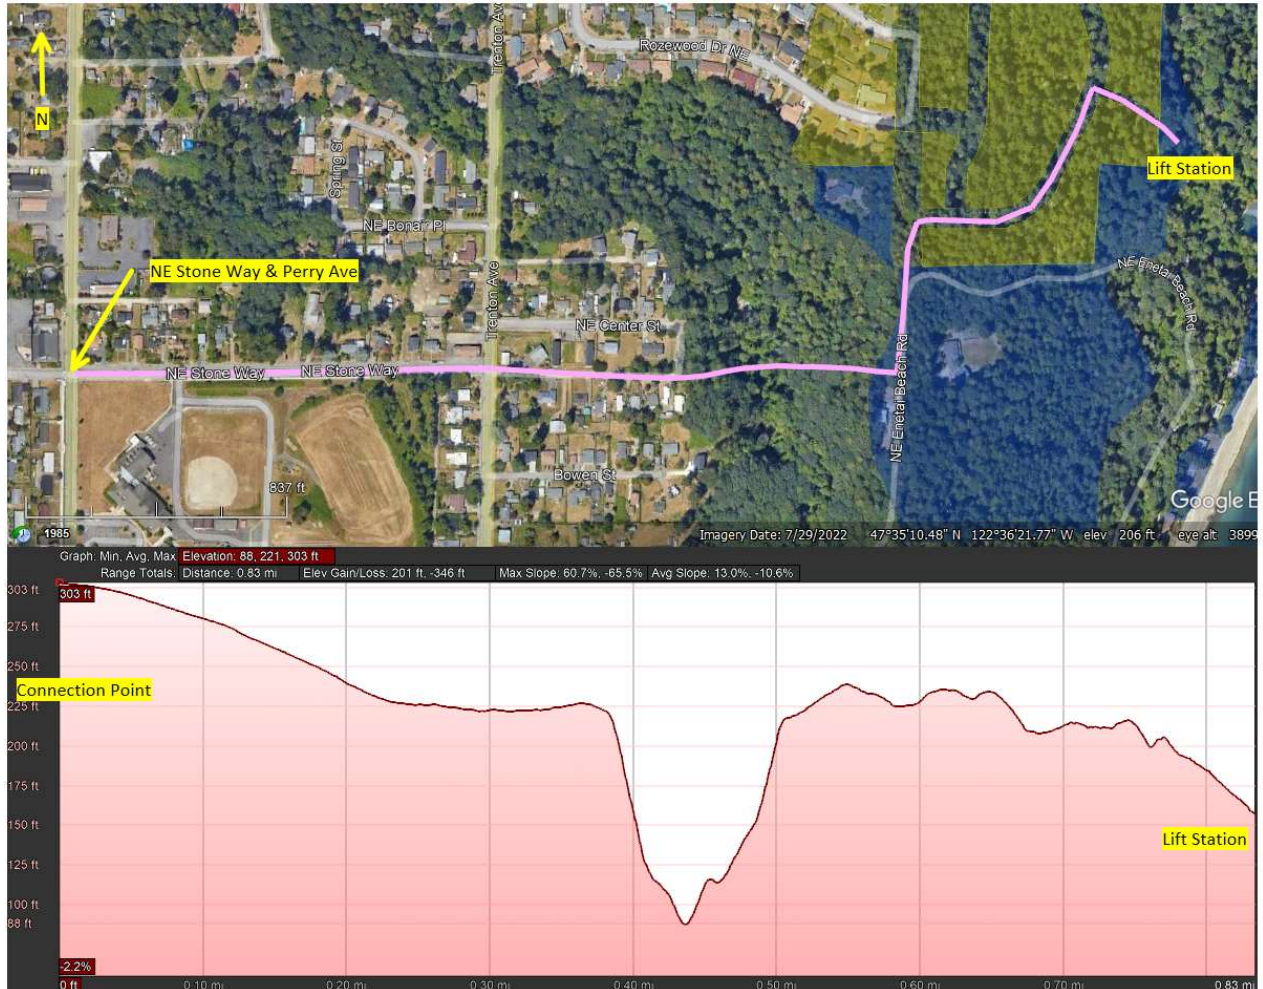 Trenton Ave
Rozewood Dr NE
N
Spring St
Lift Station
NE Bonair Pl
NE Stone Way & Perry Ave
NE Enetai Beach Rd
Trenton Ave
NE Center St
NE Stone Way
NE Stone Way
NE Enetai Beach Rd
Bowen St
837 ft
Google E
1985
Imagery Date: 7/29/2022 47°35'10.48" N 122°36'21.77" W elev 206 ft eye alt 3899
Graph: Min, Avg, Max Elevation: 88, 221, 303 ft
Range Totals: Distance: 0.83 mi Elev Gain/Loss: 201 ft, -346 ft Max Slope: 60.7%, -65.5% Avg Slope: 13.0%, -10.6%
303 ft
303 ft
275 ft
250 ft
Connection Point
225 ft
200 ft
175 ft
150 ft
Lift Station
125 ft
100 ft
88 ft
-2.2%
0 ft 0.10 mi 0.20 mi 0.30 mi 0.40 mi 0.50 mi 0.60 mi 0.70 mi 0.83 mi